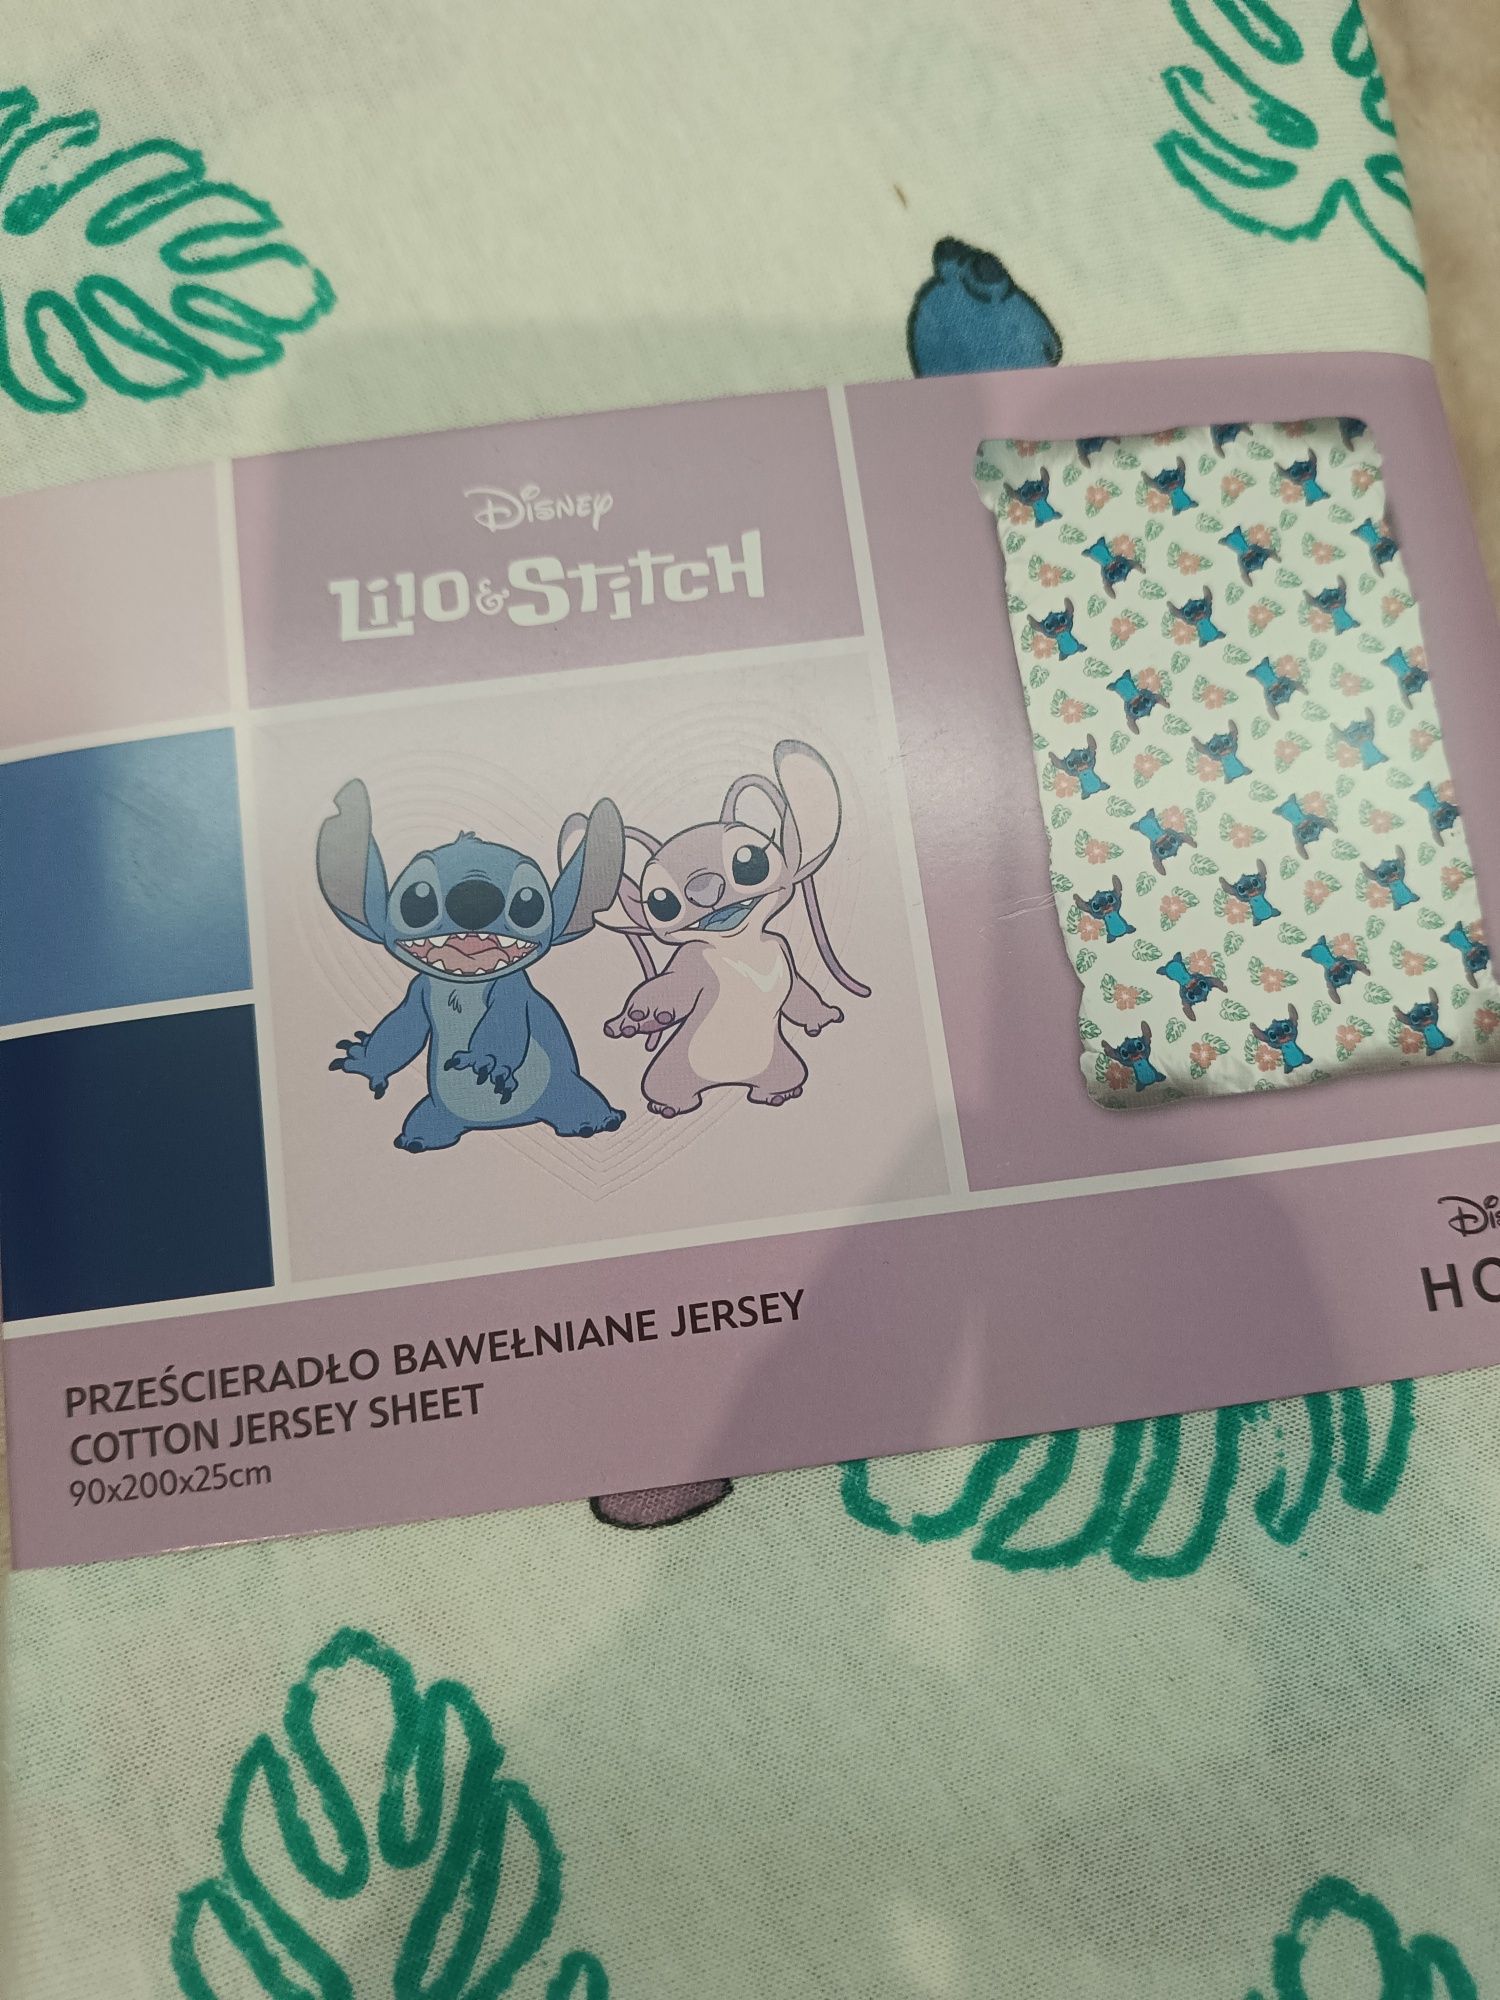 Disney
Lilo & Stitch
PRZEŚCIERADŁO BAWEŁNIANE JERSEY
COTTON JERSEY SHEET
90x200x25cm